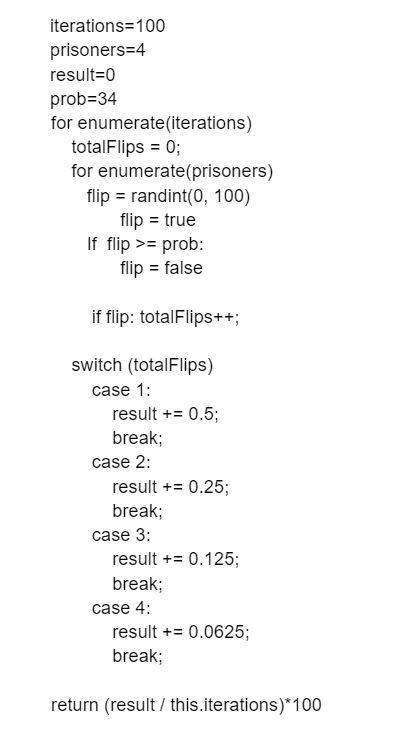 iterations=100
prisoners=4
result=0
prob=34
for enumerate(iterations)
totalFlips = 0;
for enumerate(prisoners)
flip = randint(0, 100)
flip = true
If flip >= prob:
flip = false
if flip: totalFlips++;
switch (totalFlips)
case 1:
result += 0.5;
break;
case 2:
result += 0.25;
break;
case 3:
result += 0.125;
break;
case 4:
result += 0.0625;
break;
return (result / this.iterations)*100